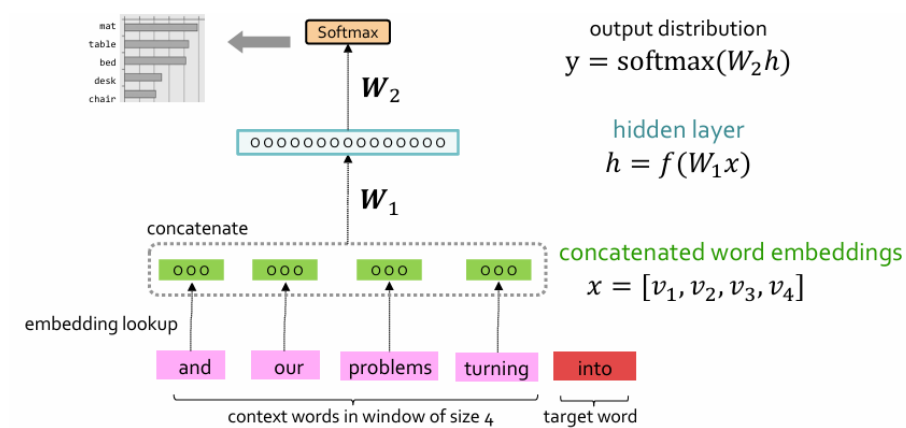 mat
table
bed
desk
chair
Softmax
output distribution
y = softmax(W₂h)
W₂
o o o o o o o o o o o o o o o
hidden layer
h = f(W₁x)
W₁
concatenate
o o o
o o o
o o o
o o o
concatenated word embeddings
x = [v₁, v₂, v₃, v₄]
embedding lookup
and
our
problems
turning
into
context words in window of size 4
target word